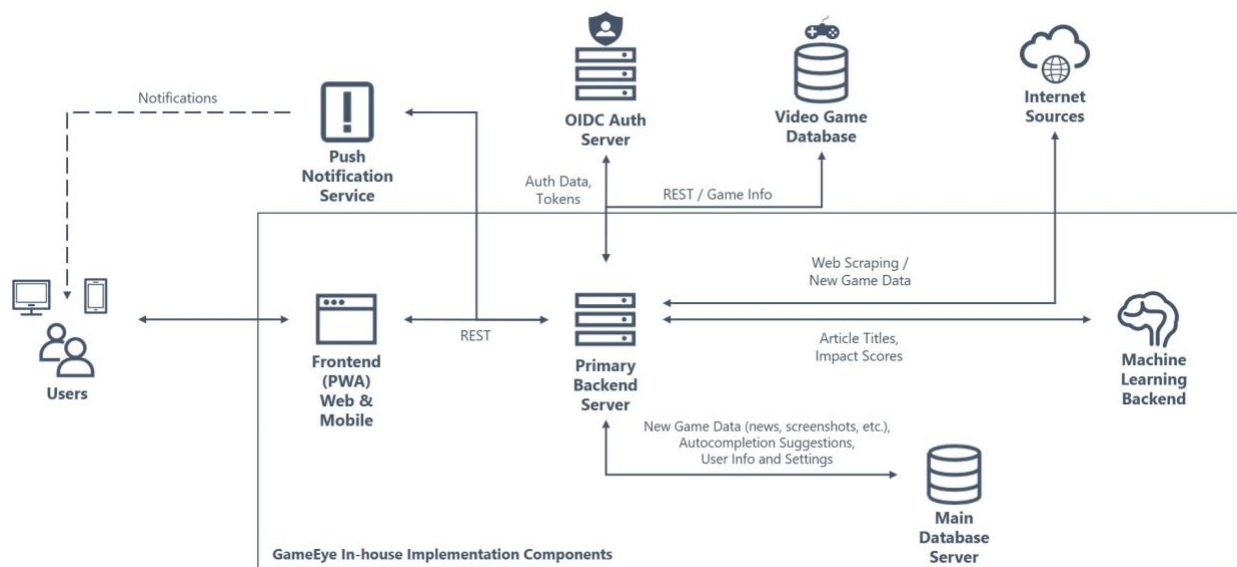 Notifications
Push
Notification
Service
OIDC Auth
Server
Video Game
Database
Internet
Sources
Auth Data,
Tokens
REST / Game Info
Web Scraping /
New Game Data
Users
Frontend
(PWA)
Web &
Mobile
REST
Primary
Backend
Server
Article Titles,
Impact Scores
Machine
Learning
Backend
New Game Data (news, screenshots, etc.),
Autocompletion Suggestions,
User Info and Settings
Main
Database
Server
GameEye In-house Implementation Components